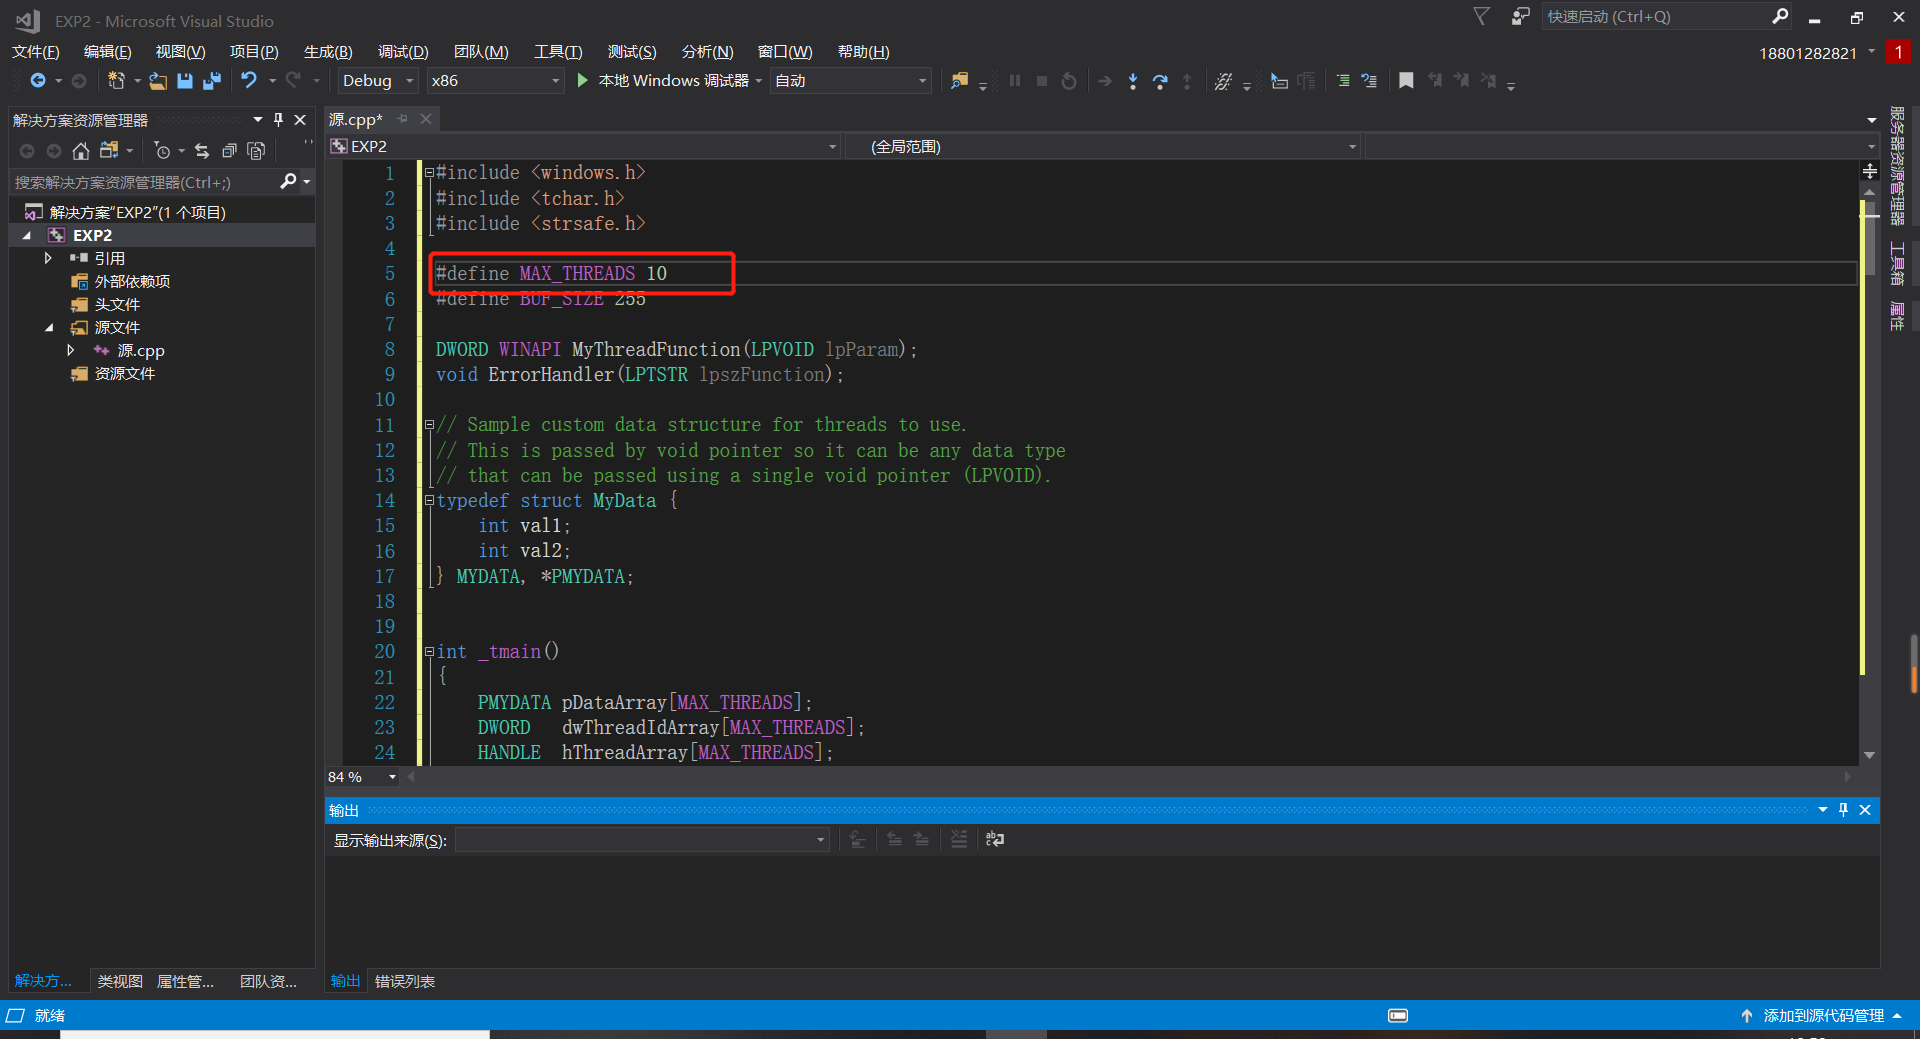 EXP2 - Microsoft Visual Studio
快速启动 (Ctrl+Q)
文件(F) 编辑(E) 视图(V) 项目(P) 生成(B) 调试(D) 团队(M) 工具(T) 测试(S) 分析(N) 窗口(W) 帮助(H)
18801282821
1
Debug x86 本地 Windows 调试器 自动
解决方案资源管理器
搜索解决方案资源管理器(Ctrl+;)
解决方案"EXP2"(1 个项目)
EXP2
引用
外部依赖项
头文件
源文件
源.cpp
资源文件
解决方... 类视图 属性管... 团队资...
源.cpp*
EXP2 (全局范围)
1 #include <windows.h>
2 #include <tchar.h>
3 #include <strsafe.h>
4
5 #define MAX_THREADS 10
6 #define BUF_SIZE 255
7
8 DWORD WINAPI MyThreadFunction(LPVOID lpParam);
9 void ErrorHandler(LPTSTR lpszFunction);
10
11 // Sample custom data structure for threads to use.
12 // This is passed by void pointer so it can be any data type
13 // that can be passed using a single void pointer (LPVOID).
14 typedef struct MyData {
15 int val1;
16 int val2;
17 } MYDATA, *PMYDATA;
18
19
20 int _tmain()
21 {
22 PMYDATA pDataArray[MAX_THREADS];
23 DWORD dwThreadIdArray[MAX_THREADS];
24 HANDLE hThreadArray[MAX_THREADS];
84 %
输出
显示输出来源(S):
输出 错误列表
服务器资源管理器
工具箱
属性
就绪
添加到源代码管理